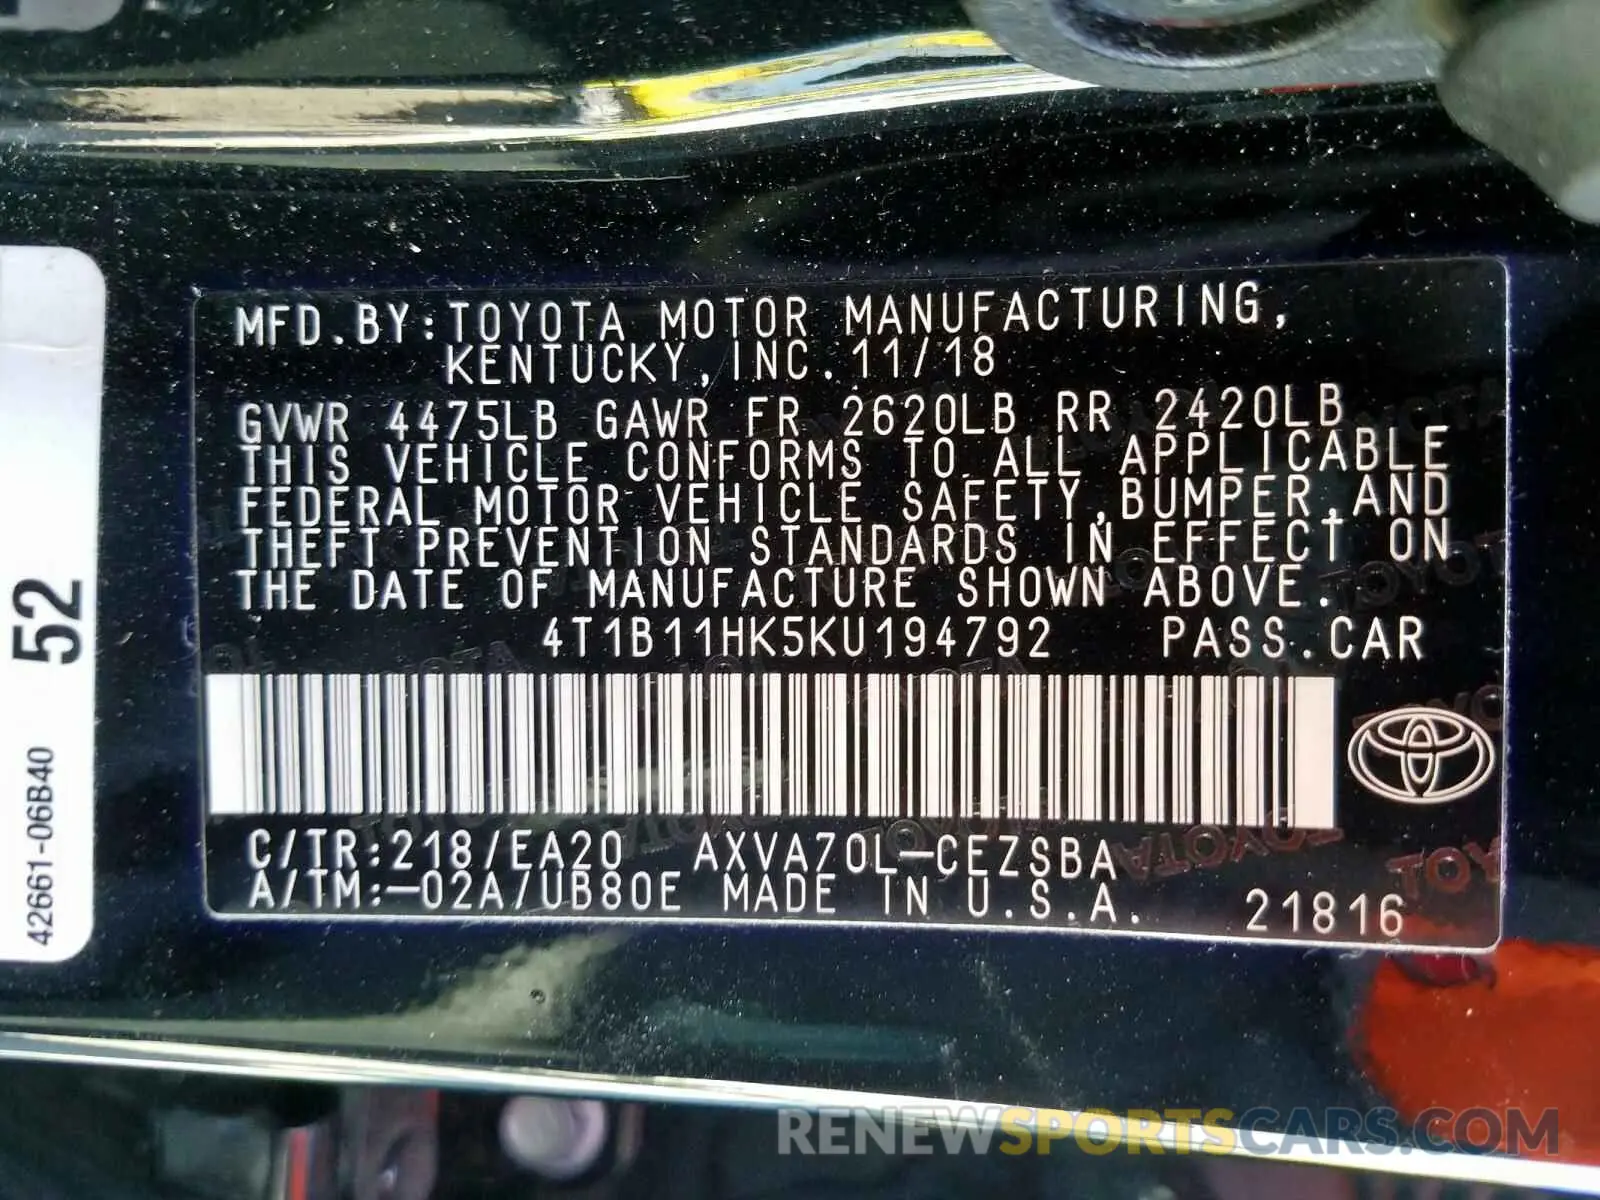 MFD.BY:TOYOTA MOTOR MANUFACTURING,
KENTUCKY,INC.11/18
GVWR 4475LB GAWR FR 2620LB RR 2420LB
THIS VEHICLE CONFORMS TO ALL APPLICABLE
FEDERAL MOTOR VEHICLE SAFETY,BUMPER,AND
THEFT PREVENTION STANDARDS IN EFFECT ON
THE DATE OF MANUFACTURE SHOWN ABOVE.
4T1B11HK5KU194792 PASS.CAR
C/TR:218/EA20 AXVA70L-CEZSBA
A/TM:-02A/UB80E MADE IN U.S.A.
21816
52
42661-06B40
RENEWSPORTSCARS.COM